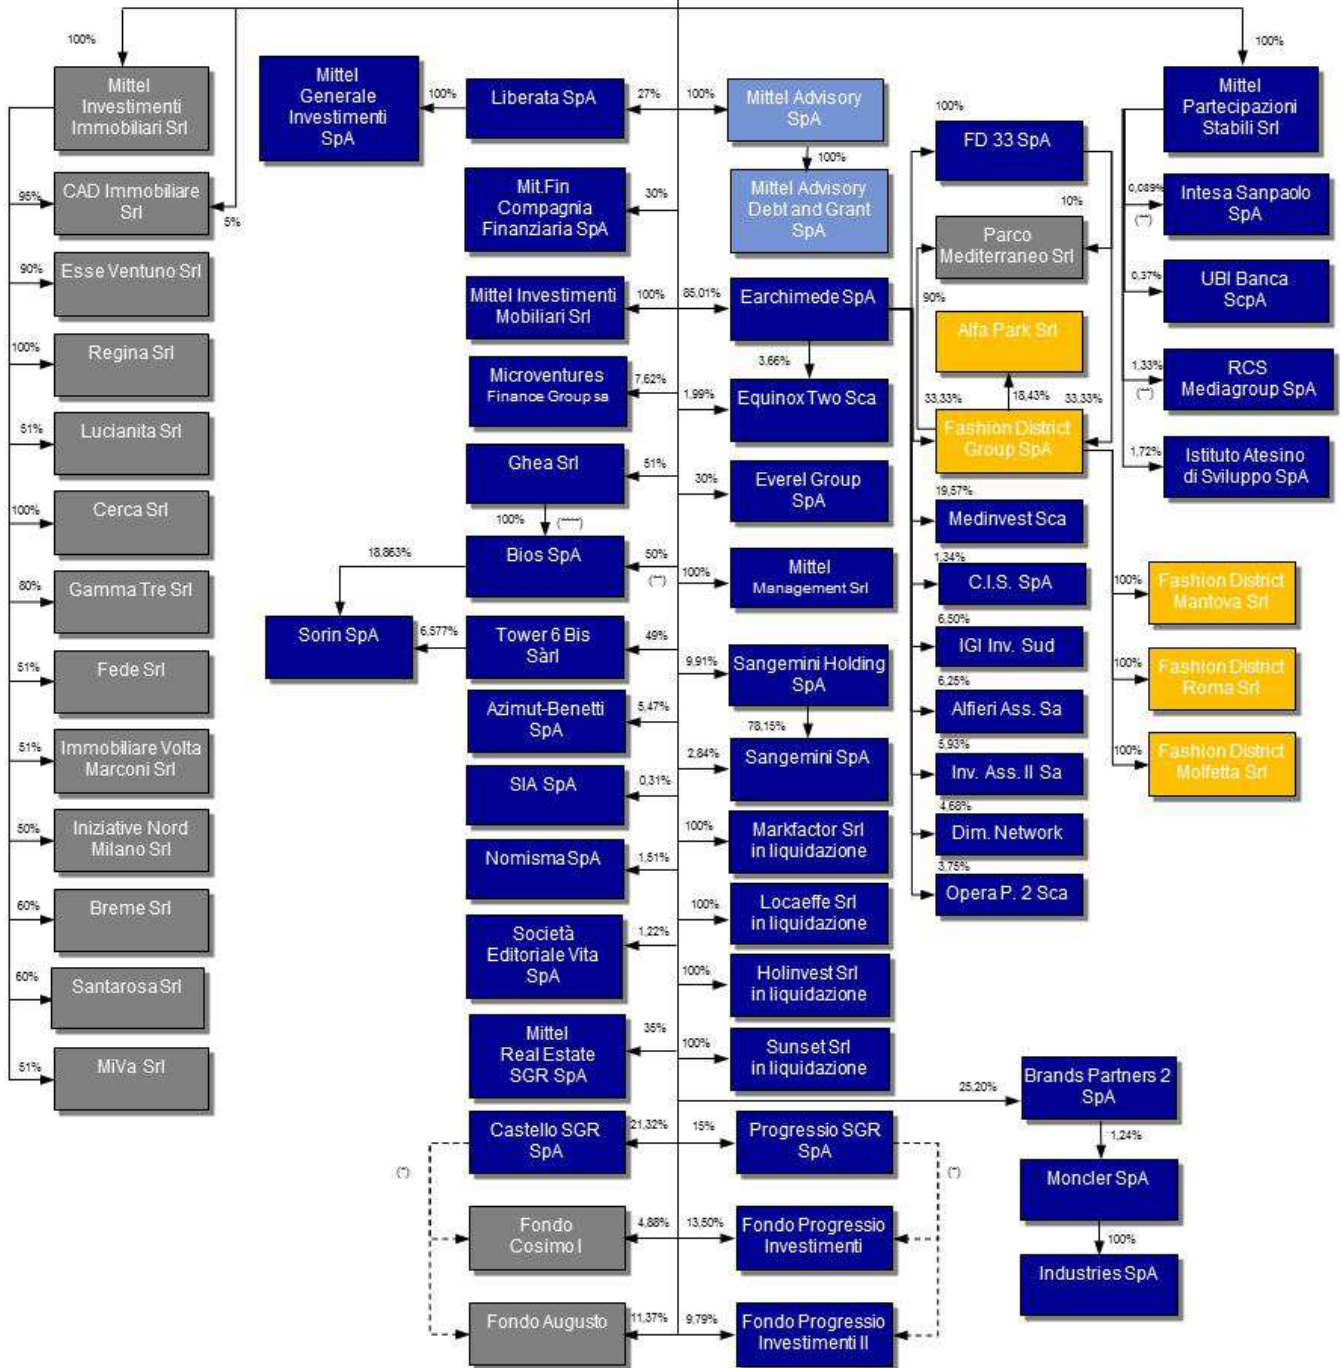 100%
100%
Mittel
Investimenti
Immobiliari Srl
95%
CAD Immobiliare
Srl
5%
90%
Esse Ventuno Srl
100%
Regina Srl
51%
Lucianita Srl
100%
Cerca Srl
80%
Gamma Tre Srl
51%
Fede Srl
51%
Immobiliare Volta
Marconi Srl
50%
Iniziative Nord
Milano Srl
60%
Breme Srl
60%
Santarosa Srl
51%
MiVa Srl
Mittel
Generale
Investimenti
SpA
100%
Liberata SpA
27%
Mit.Fin
Compagnia
Finanziaria SpA
30%
Mittel Investimenti
Mobiliari Srl
100%
Microventures
Finance Group sa
7,62%
Ghea Srl
51%
100%
(****)
18.863%
Bios SpA
50%
(**)
Sorin SpA
6,577%
Tower 6 Bis
Sàrl
49%
Azimut-Benetti
SpA
5,47%
SIA SpA
0,31%
Nomisma SpA
1,51%
Società
Editoriale Vita
SpA
1,22%
Mittel
Real Estate
SGR SpA
35%
Castello SGR
SpA
21,32%
(*)
Fondo
Cosimo I
4,88%
Fondo Augusto
11,37%
100%
Mittel Advisory
SpA
100%
Mittel Advisory
Debt and Grant
SpA
85,01%
Earchimede SpA
3,66%
1,99%
Equinox Two Sca
30%
Everel Group
SpA
100%
Mittel
Management Srl
9,91%
Sangemini Holding
SpA
78,15%
2,84%
Sangemini SpA
100%
Markfactor Srl
in liquidazione
100%
Locaeffe Srl
in liquidazione
100%
Holinvest Srl
in liquidazione
100%
Sunset Srl
in liquidazione
15%
Progressio SGR
SpA
(*)
13,50%
Fondo Progressio
Investimenti
9,79%
Fondo Progressio
Investimenti II
100%
FD 33 SpA
10%
Parco
Mediterraneo Srl
90%
Alfa Park Srl
33,33%
18,43%
33,33%
Fashion District
Group SpA
19,57%
Medinvest Sca
1,34%
C.I.S. SpA
6,50%
IGI Inv. Sud
6,25%
Alfieri Ass. Sa
5,93%
Inv. Ass. II Sa
4,68%
Dim. Network
3,75%
Opera P. 2 Sca
Mittel
Partecipazioni
Stabili Srl
0,089%
(**)
Intesa Sanpaolo
SpA
0,37%
UBI Banca
ScpA
1,33%
(**)
RCS
Mediagroup SpA
1,72%
Istituto Atesino
di Sviluppo SpA
100%
Fashion District
Mantova Srl
100%
Fashion District
Roma Srl
100%
Fashion District
Molfetta Srl
25,20%
Brands Partners 2
SpA
1,24%
Moncler SpA
100%
Industries SpA